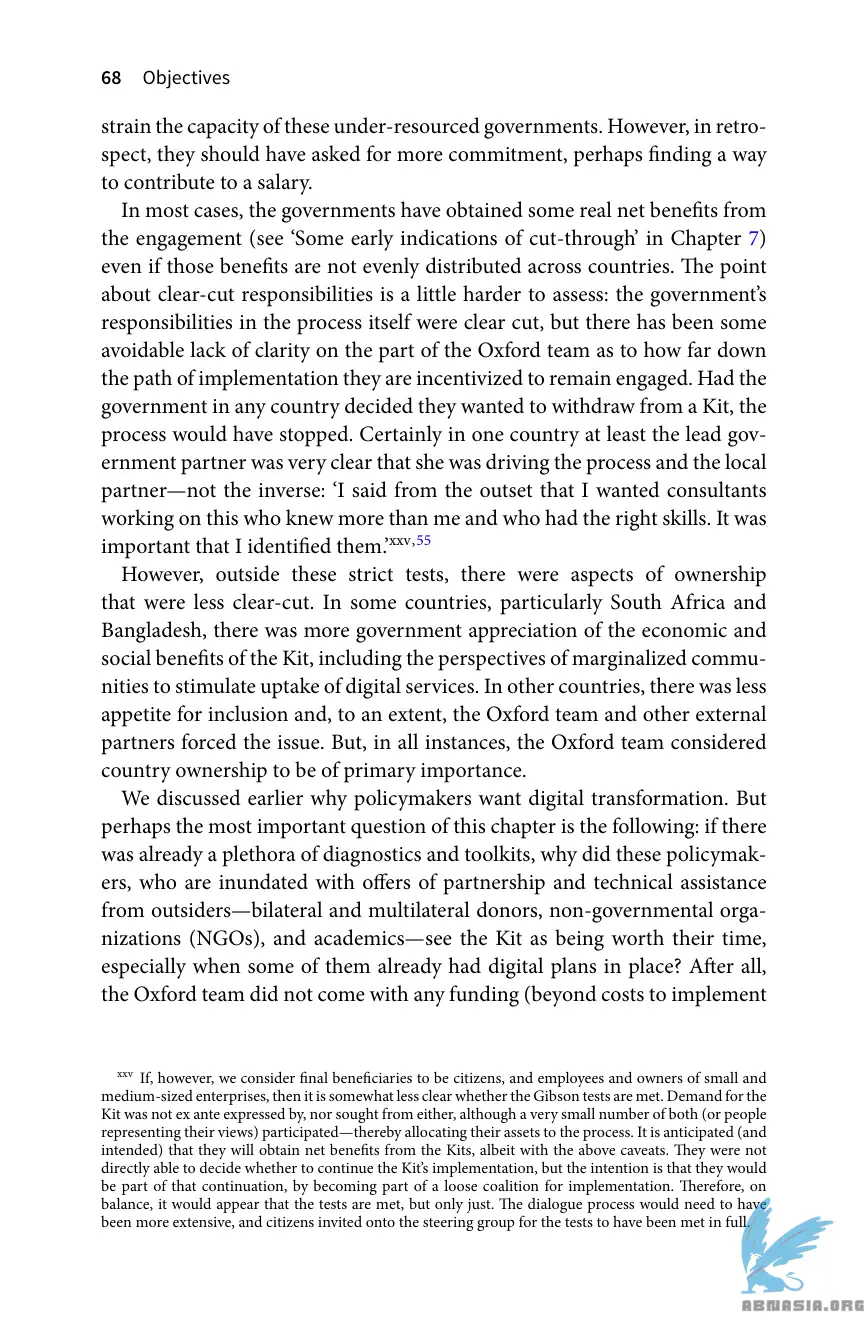 68 Objectives
strain the capacity of these under-resourced governments. However, in retro-
spect, they should have asked for more commitment, perhaps finding a way
to contribute to a salary.
In most cases, the governments have obtained some real net benefits from
the engagement (see ‘Some early indications of cut-through’ in Chapter 7)
even if those benefits are not evenly distributed across countries. The point
about clear-cut responsibilities is a little harder to assess: the government’s
responsibilities in the process itself were clear cut, but there has been some
avoidable lack of clarity on the part of the Oxford team as to how far down
the path of implementation they are incentivized to remain engaged. Had the
government in any country decided they wanted to withdraw from a Kit, the
process would have stopped. Certainly in one country at least the lead gov-
ernment partner was very clear that she was driving the process and the local
partner—not the inverse: ‘I said from the outset that I wanted consultants
working on this who knew more than me and who had the right skills. It was
important that I identified them.’xxv,55
However, outside these strict tests, there were aspects of ownership
that were less clear-cut. In some countries, particularly South Africa and
Bangladesh, there was more government appreciation of the economic and
social benefits of the Kit, including the perspectives of marginalized commu-
nities to stimulate uptake of digital services. In other countries, there was less
appetite for inclusion and, to an extent, the Oxford team and other external
partners forced the issue. But, in all instances, the Oxford team considered
country ownership to be of primary importance.
We discussed earlier why policymakers want digital transformation. But
perhaps the most important question of this chapter is the following: if there
was already a plethora of diagnostics and toolkits, why did these policymak-
ers, who are inundated with offers of partnership and technical assistance
from outsiders—bilateral and multilateral donors, non-governmental orga-
nizations (NGOs), and academics—see the Kit as being worth their time,
especially when some of them already had digital plans in place? After all,
the Oxford team did not come with any funding (beyond costs to implement
xxv If, however, we consider final beneficiaries to be citizens, and employees and owners of small and
medium-sized enterprises, then it is somewhat less clear whether the Gibson tests are met. Demand for the
Kit was not ex ante expressed by, nor sought from either, although a very small number of both (or people
representing their views) participated—thereby allocating their assets to the process. It is anticipated (and
intended) that they will obtain net benefits from the Kits, albeit with the above caveats. They were not
directly able to decide whether to continue the Kit’s implementation, but the intention is that they would
be part of that continuation, by becoming part of a loose coalition for implementation. Therefore, on
balance, it would appear that the tests are met, but only just. The dialogue process would need to have
been more extensive, and citizens invited onto the steering group for the tests to have been met in full.
ABNASIA.ORG